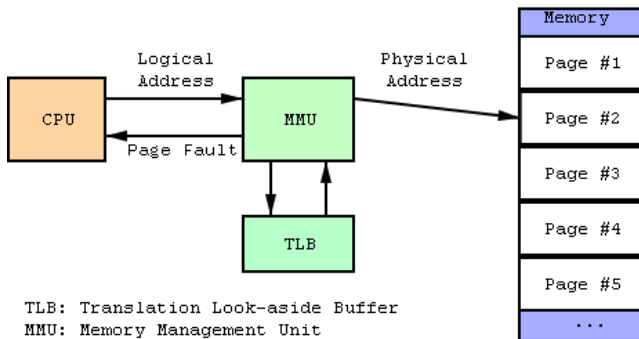 Memory
Logical
Address
Physical
Address
Page #1
CPU
MMU
Page #2
Page Fault
Page #3
TLB
Page #4
Page #5
TLB: Translation Look-aside Buffer
MMU: Memory Management Unit
...